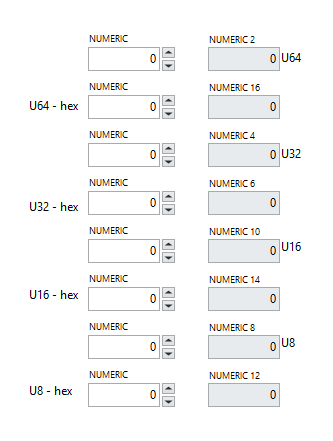 NUMERIC NUMERIC 2
0 0 U64
NUMERIC NUMERIC 16
U64 - hex 0 0
NUMERIC NUMERIC 4
0 0 U32
NUMERIC NUMERIC 6
U32 - hex 0 0
NUMERIC NUMERIC 10
0 0 U16
NUMERIC NUMERIC 14
U16 - hex 0 0
NUMERIC NUMERIC 8
0 0 U8
NUMERIC NUMERIC 12
U8 - hex 0 0